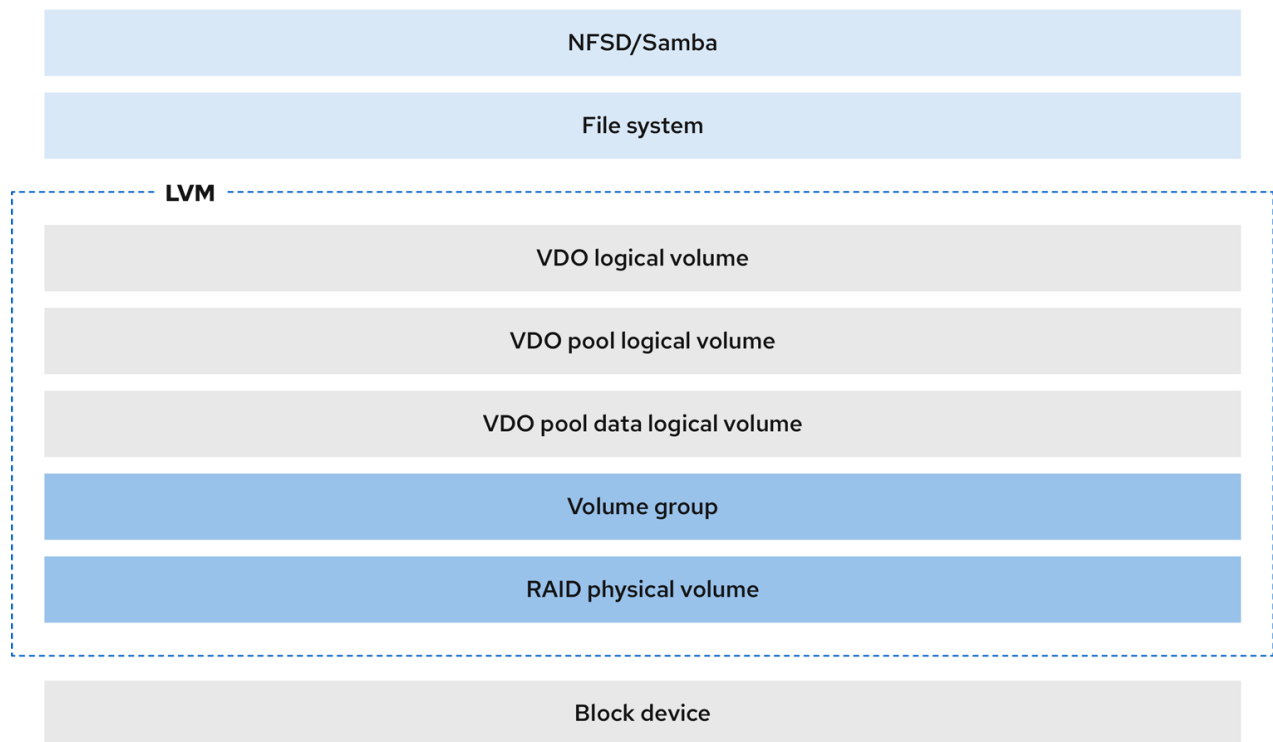 NFSD/Samba
File system
LVM
VDO logical volume
VDO pool logical volume
VDO pool data logical volume
Volume group
RAID physical volume
Block device